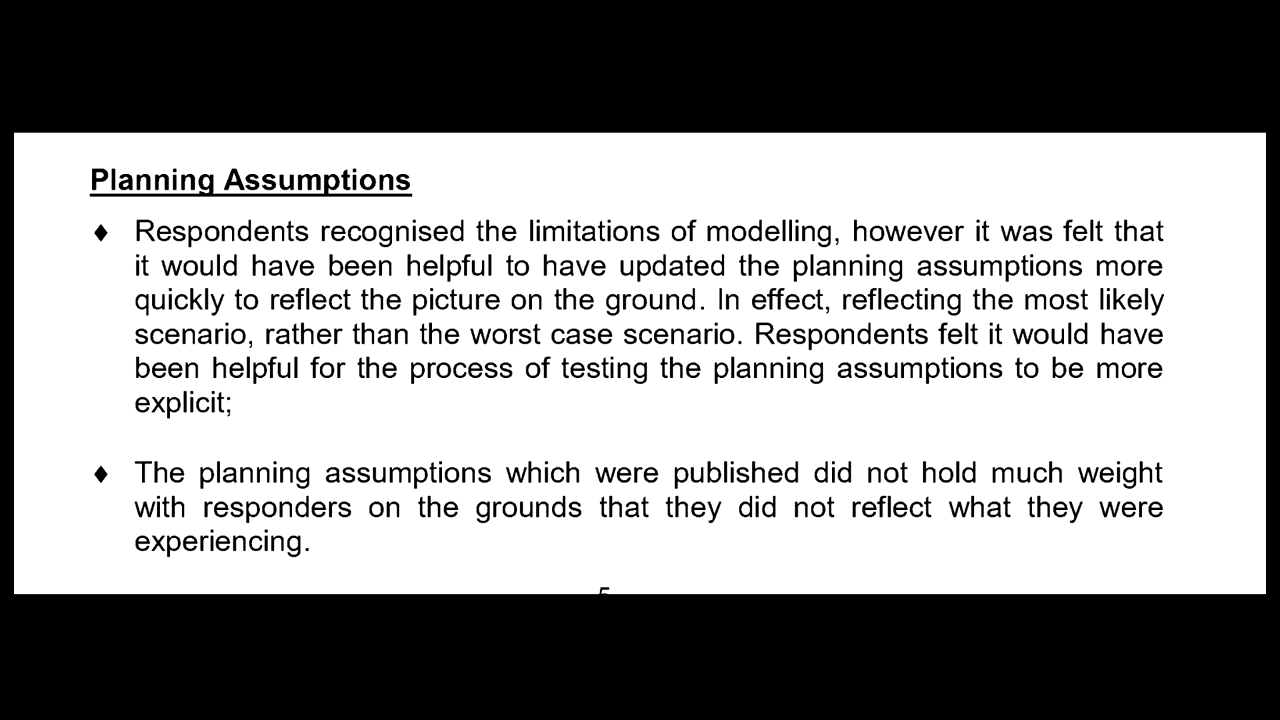 Planning Assumptions
♦ Respondents recognised the limitations of modelling, however it was felt that
it would have been helpful to have updated the planning assumptions more
quickly to reflect the picture on the ground. In effect, reflecting the most likely
scenario, rather than the worst case scenario. Respondents felt it would have
been helpful for the process of testing the planning assumptions to be more
explicit;
♦ The planning assumptions which were published did not hold much weight
with responders on the grounds that they did not reflect what they were
experiencing.